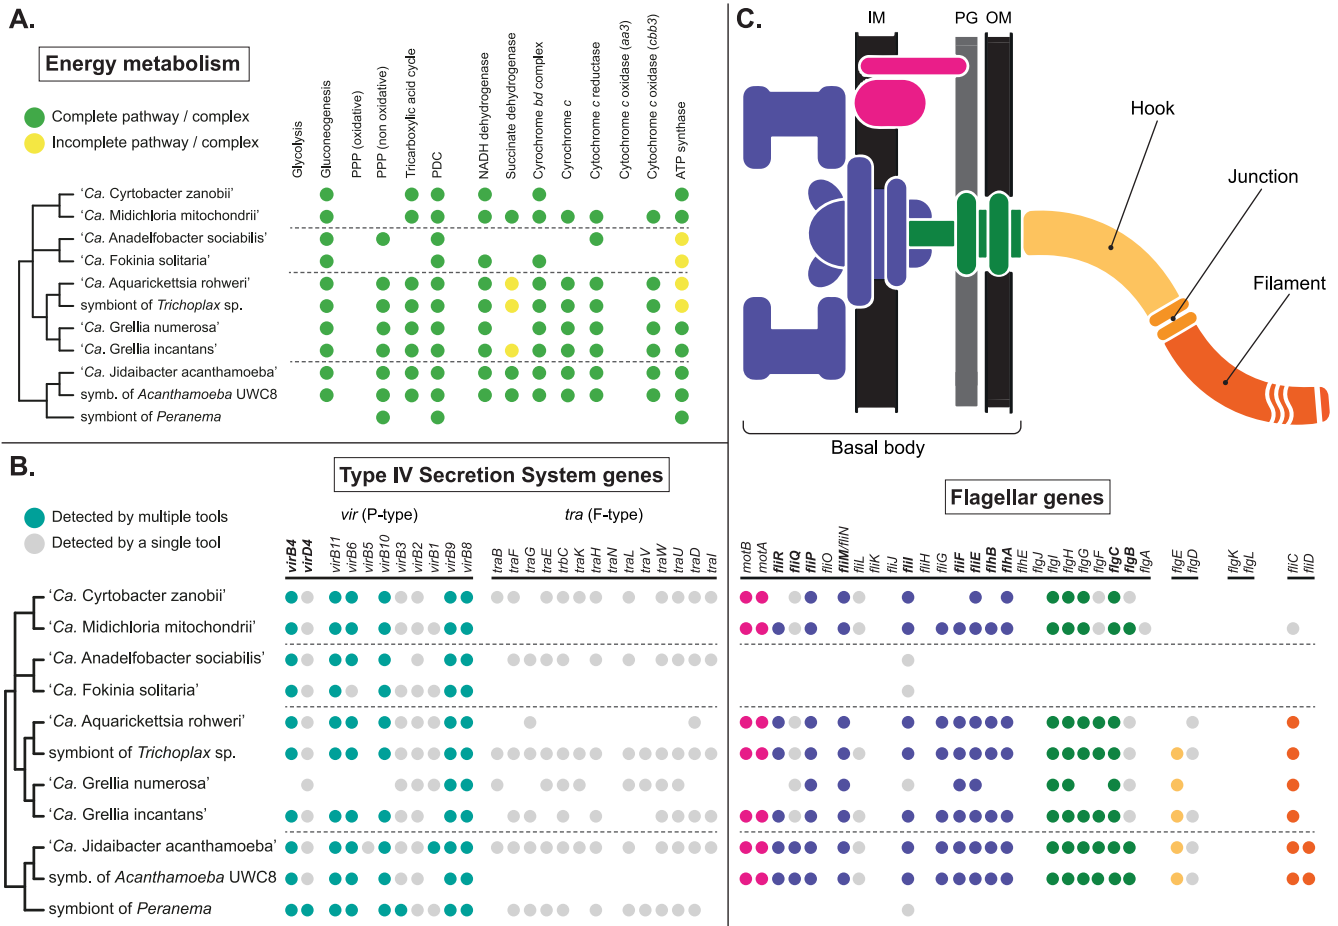 A.
Energy metabolism
Complete pathway / complex
Incomplete pathway / complex
Glycolysis
Gluconeogenesis
PPP (oxidative)
PPP (non oxidative)
Tricarboxylic acid cycle
PDC
NADH dehydrogenase
Succinate dehydrogenase
Cyrochrome bd complex
Cyrochrome c
Cytochrome c reductase
Cytochrome c oxidase (aa3)
Cytochrome c oxidase (cbb3)
ATP synthase
‘Ca. Cyrtobacter zanobii’
‘Ca. Midichloria mitochondrii’
‘Ca. Anadelfobacter sociabilis’
‘Ca. Fokinia solitaria’
‘Ca. Aquarickettsia rohweri’
symbiont of Trichoplax sp.
‘Ca. Grellia numerosa’
‘Ca. Grellia incantans’
‘Ca. Jidaibacter acanthamoeba’
symb. of Acanthamoeba UWC8
symbiont of Peranema
B.
Type IV Secretion System genes
Detected by multiple tools
Detected by a single tool
vir (P-type)
tra (F-type)
virB4
virD4
virB11
virB6
virB5
virB10
virB3
virB2
virB1
virB9
virB8
traB
traF
traG
traE
trbC
traK
traH
traN
traL
traV
traW
traU
traD
traI
‘Ca. Cyrtobacter zanobii’
‘Ca. Midichloria mitochondrii’
‘Ca. Anadelfobacter sociabilis’
‘Ca. Fokinia solitaria’
‘Ca. Aquarickettsia rohweri’
symbiont of Trichoplax sp.
‘Ca. Grellia numerosa’
‘Ca. Grellia incantans’
‘Ca. Jidaibacter acanthamoeba’
symb. of Acanthamoeba UWC8
symbiont of Peranema
C.
IM
PG
OM
Hook
Junction
Filament
Basal body
Flagellar genes
motB
motA
fliR
fliQ
fliP
fliO
fliM/fliN
fliL
fliK
fliJ
fliI
fliH
fliG
fliF
fliE
flhB
flhA
flhE
flgJ
flgI
flgH
flgG
flgF
flgC
flgB
flgA
flgE
flgD
flgK
flgL
fliC
fliD